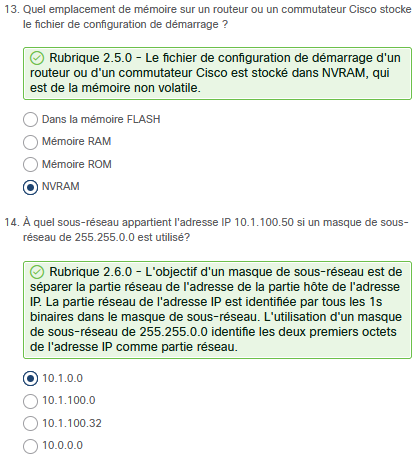 13. Quel emplacement de mémoire sur un routeur ou un commutateur Cisco stocke
le fichier de configuration de démarrage ?
Rubrique 2.5.0 - Le fichier de configuration de démarrage d'un
routeur ou d'un commutateur Cisco est stocké dans NVRAM, qui
est de la mémoire non volatile.
Dans la mémoire FLASH
Mémoire RAM
Mémoire ROM
NVRAM
14. À quel sous-réseau appartient l'adresse IP 10.1.100.50 si un masque de sous-
réseau de 255.255.0.0 est utilisé?
Rubrique 2.6.0 - L'objectif d'un masque de sous-réseau est de
séparer la partie réseau de l'adresse de la partie hôte de l'adresse
IP. La partie réseau de l'adresse IP est identifiée par tous les 1s
binaires dans le masque de sous-réseau. L'utilisation d'un masque
de sous-réseau de 255.255.0.0 identifie les deux premiers octets
de l'adresse IP comme partie réseau.
10.1.0.0
10.1.100.0
10.1.100.32
10.0.0.0